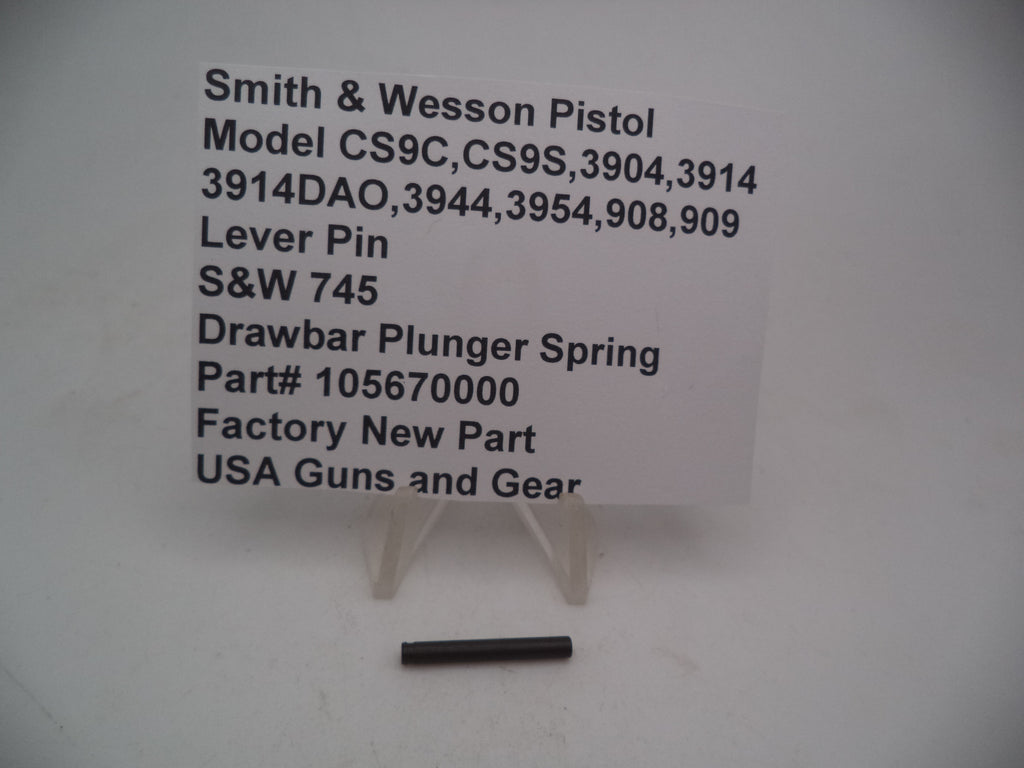 Smith & Wesson Pistol
Model CS9C,CS9S,3904,3914
3914DAO,3944,3954,908,909
Lever Pin
S&W 745
Drawbar Plunger Spring
Part# 105670000
Factory New Part
USA Guns and Gear